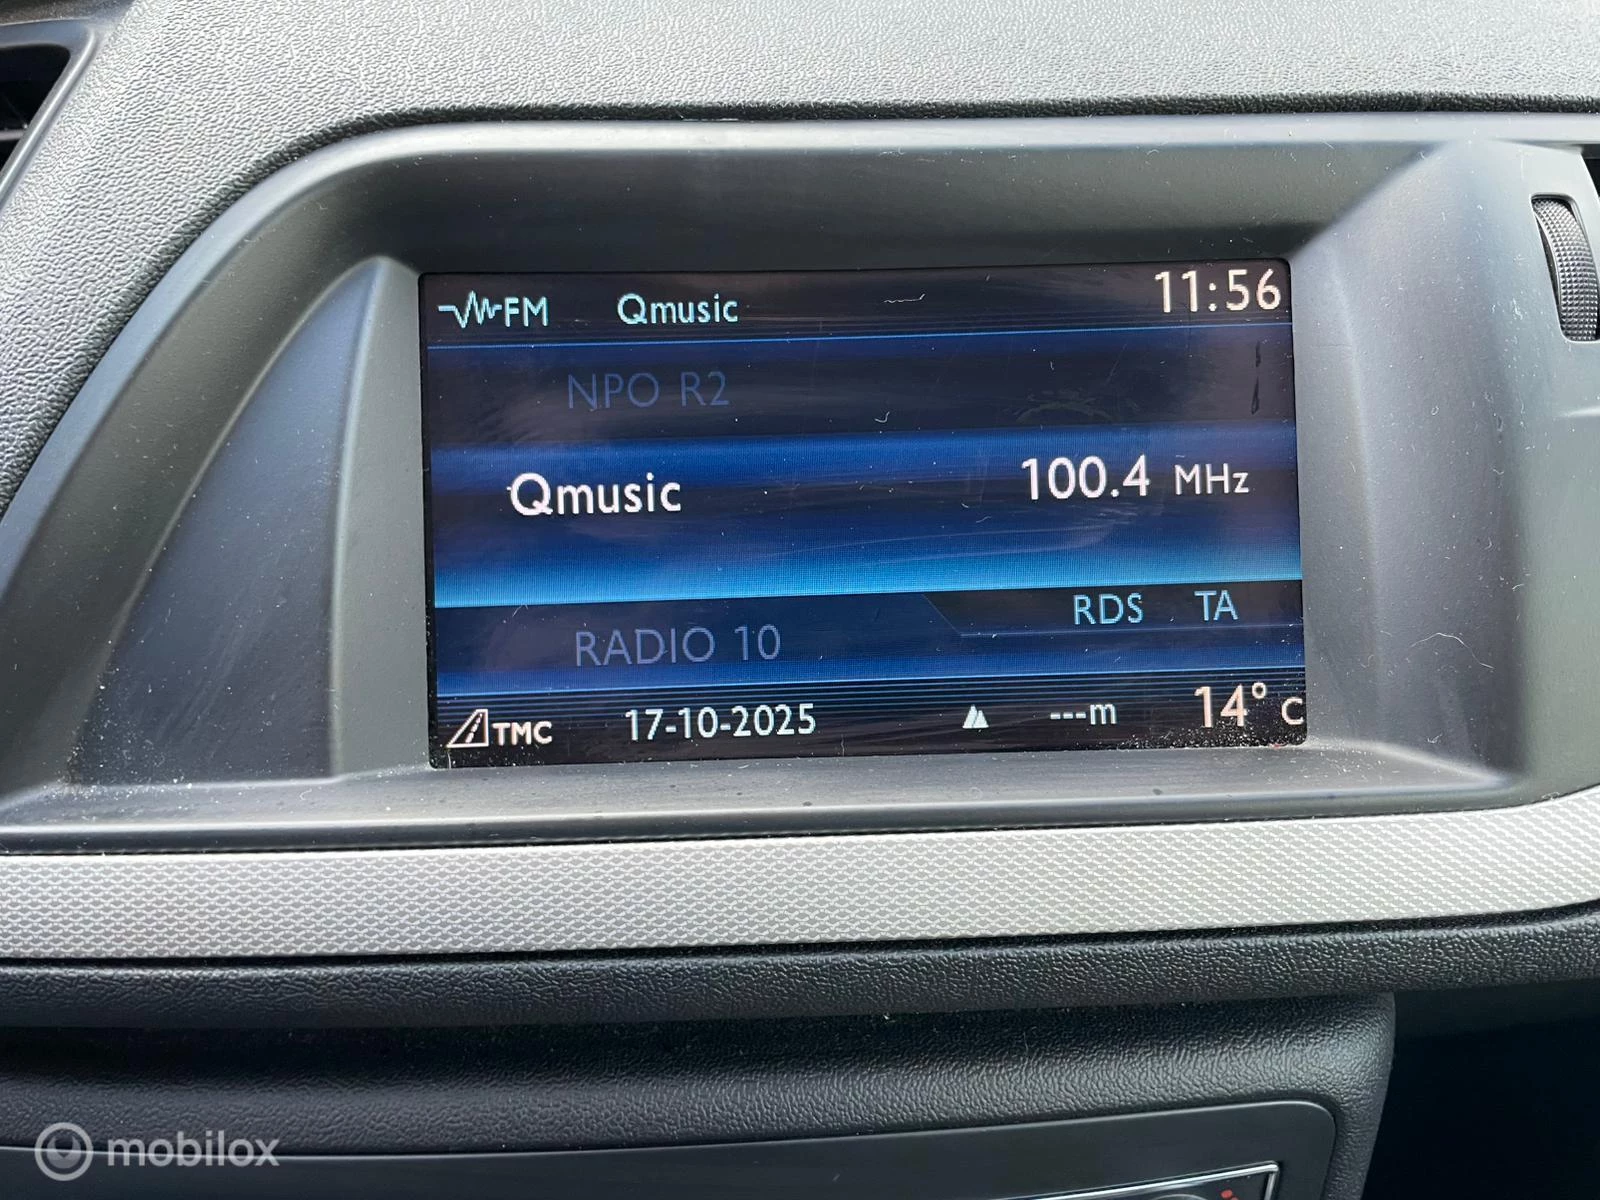 FM Qmusic 11:56
NPO R2
Qmusic 100.4 MHz
RDS TA
RADIO 10
TMC 17-10-2025 ---m 14° C
mobilox